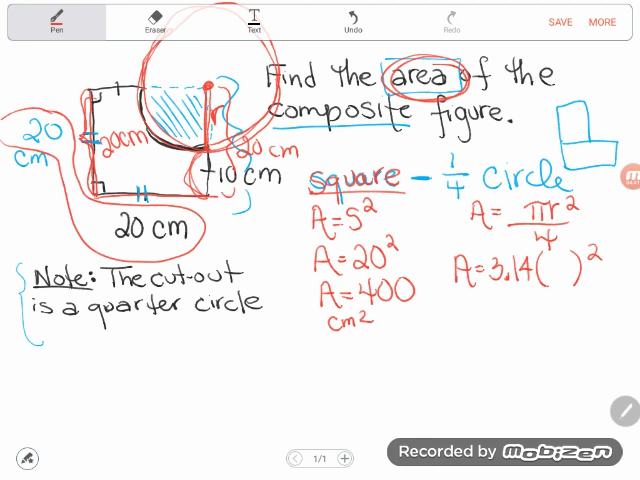 Pen
Eraser
Text
Undo
Redo
SAVE
MORE
Find the area of the
composite figure.
20
cm
20cm
r
20 cm
10 cm
20 cm
square - 1/4 circle
A = S²
A = πr²/4
A = 20²
A = 3.14( )²
A = 400
cm²
Note: The cut-out
is a quarter circle
1/1
Recorded by mobizen